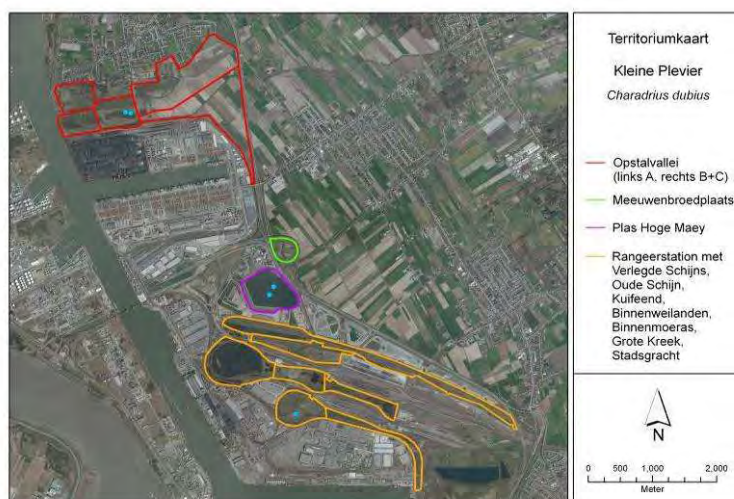 Territoriumkaart
Kleine Plevier
Charadrius dubius
Opstalvallei
(links A, rechts B+C)
Meeuwenbroedplaats
Plas Hoge Maey
Rangeerstation met
Verlegde Schijns,
Oude Schijn,
Kuifeend,
Binnenweilanden,
Binnenmoeras,
Grote Kreek,
Stadsgracht
N
0 500 1,000 2,000
Meter